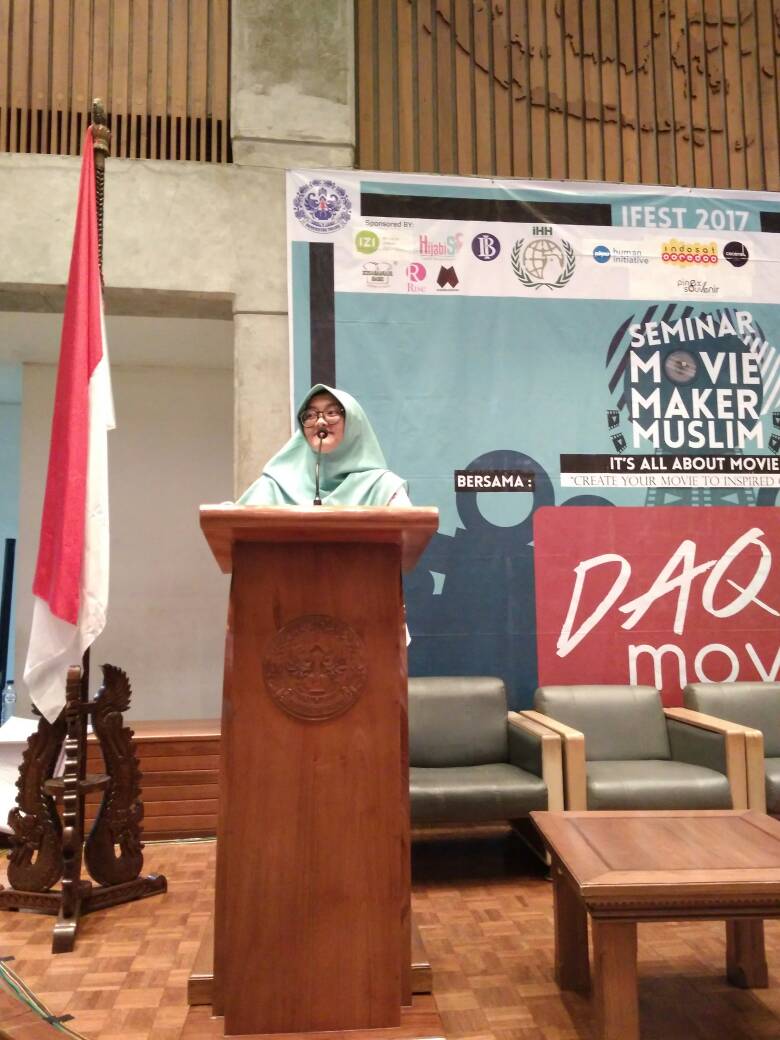 IFEST 2017
Sponsored BY:
IZI
Hijabi
iHH
human
initiative
indosat
ooredoo
Rise
SEMINAR
MOVIE
MAKER
MUSLIM
IT'S ALL ABOUT MOVIE
BERSAMA :
"CREATE YOUR MOVIE TO INSPIRED
DAQ
mov